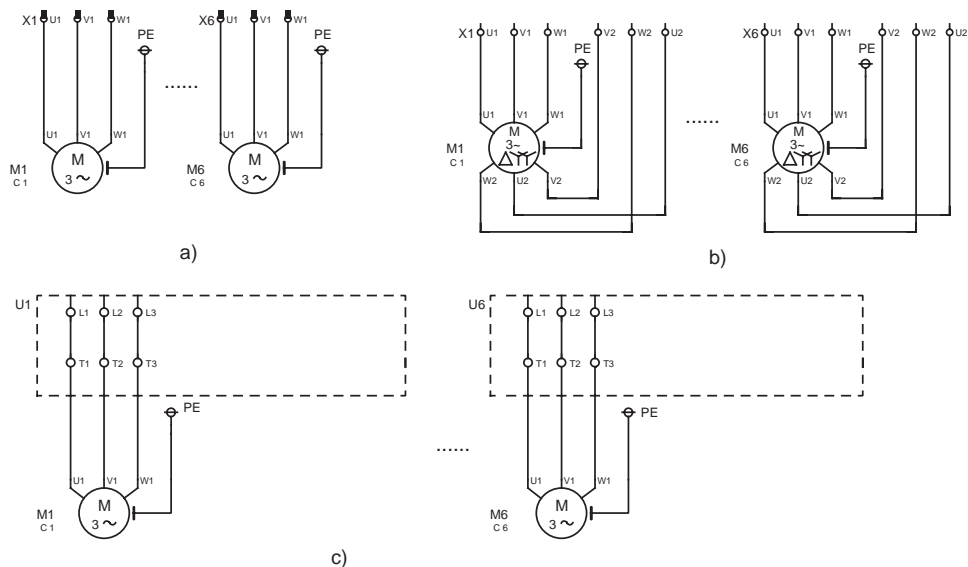 X1 U1 V1 W1
PE
U1 V1 W1
M
3
M1
C 1
......
X6 U1 V1 W1
PE
U1 V1 W1
M
3
M6
C 6
a)
X1 U1 V1 W1 V2 W2 U2
PE
U1 V1 W1
M
3~
M1
C 1
W2 U2 V2
......
X6 U1 V1 W1 V2 W2 U2
PE
U1 V1 W1
M
3~
M6
C 6
W2 U2 V2
b)
U1
L1 L2 L3
T1 T2 T3
PE
U1 V1 W1
M
3
M1
C 1
......
U6
L1 L2 L3
T1 T2 T3
PE
U1 V1 W1
M
3
M6
C 6
c)